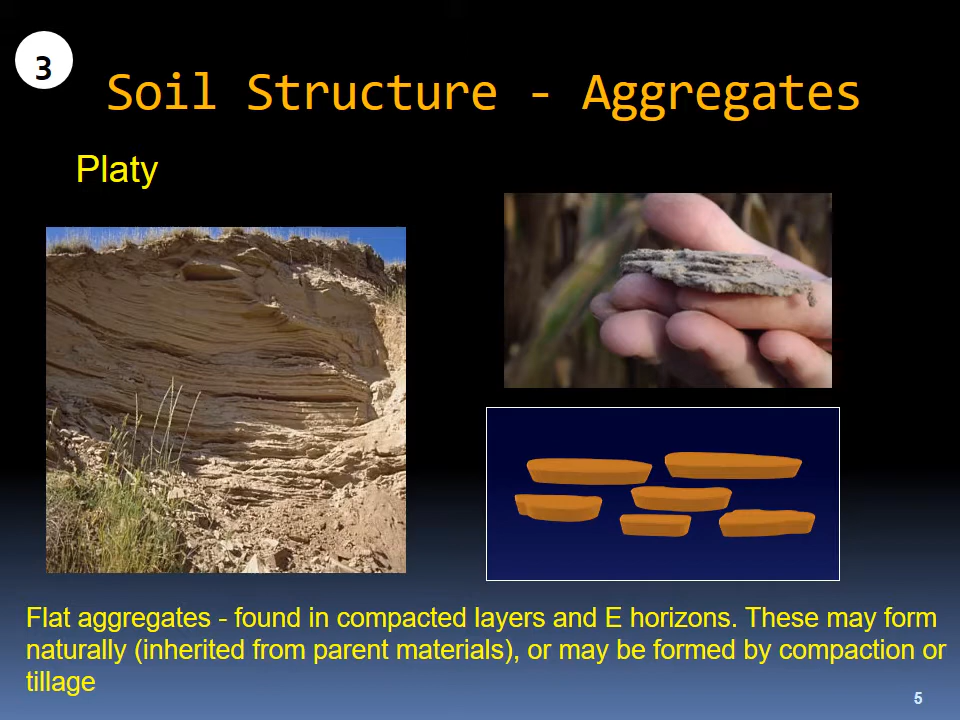 3
Soil Structure - Aggregates
Platy
Flat aggregates - found in compacted layers and E horizons. These may form
naturally (inherited from parent materials), or may be formed by compaction or
tillage
5